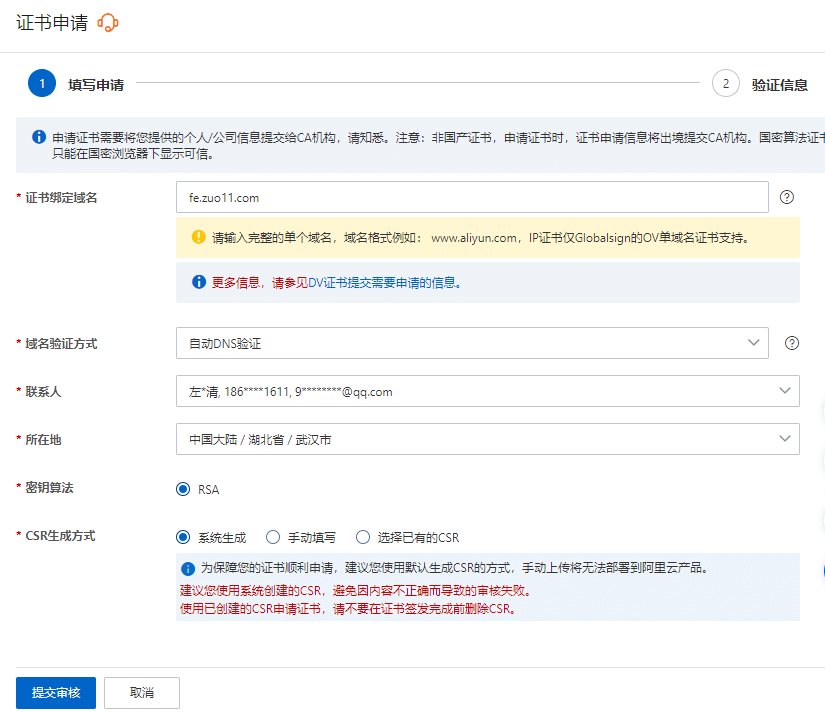 证书申请
1 填写申请
2 验证信息
申请证书需要将您提供的个人/公司信息提交给CA机构，请知悉。注意：非国产证书，申请证书时，证书申请信息将出境提交CA机构。国密算法证书
只能在国密浏览器下显示可信。
* 证书绑定域名
fe.zuo11.com
请输入完整的单个域名，域名格式例如： www.aliyun.com，IP证书仅Globalsign的OV单域名证书支持。
更多信息，请参见DV证书提交需要申请的信息。
* 域名验证方式
自动DNS验证
* 联系人
左*清, 186****1611, 9********@qq.com
* 所在地
中国大陆 / 湖北省 / 武汉市
* 密钥算法
RSA
* CSR生成方式
系统生成 手动填写 选择已有的CSR
为保障您的证书顺利申请，建议您使用默认生成CSR的方式，手动上传将无法部署到阿里云产品。
建议您使用系统创建的CSR，避免因内容不正确而导致的审核失败。
使用已创建的CSR申请证书，请不要在证书签发完成前删除CSR。
提交审核 取消